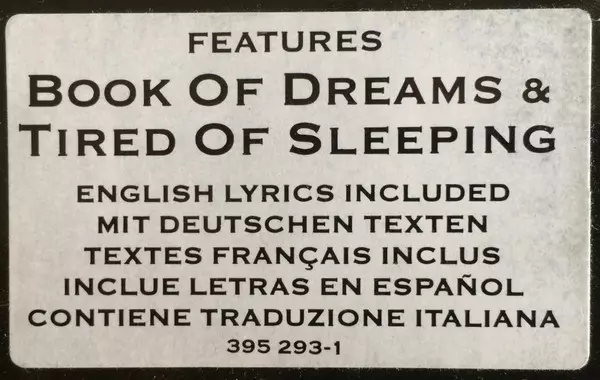 FEATURES
BOOK OF DREAMS &
TIRED OF SLEEPING
ENGLISH LYRICS INCLUDED
MIT DEUTSCHEN TEXTEN
TEXTES FRANÇAIS INCLUS
INCLUE LETRAS EN ESPAÑOL
CONTIENE TRADUZIONE ITALIANA
395 293-1